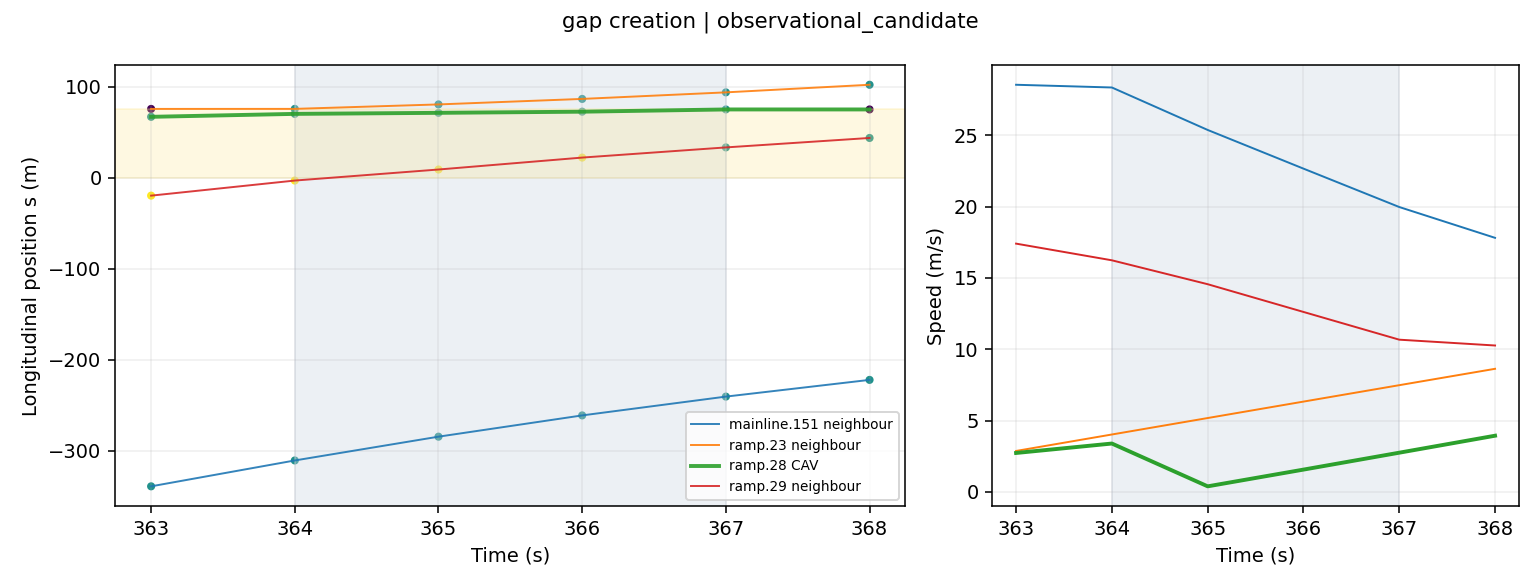 gap creation | observational_candidate
Longitudinal position s (m)
100
0
−100
−200
−300
363
364
365
366
367
368
Time (s)
mainline.151 neighbour
ramp.23 neighbour
ramp.28 CAV
ramp.29 neighbour
Speed (m/s)
25
20
15
10
5
0
363
364
365
366
367
368
Time (s)